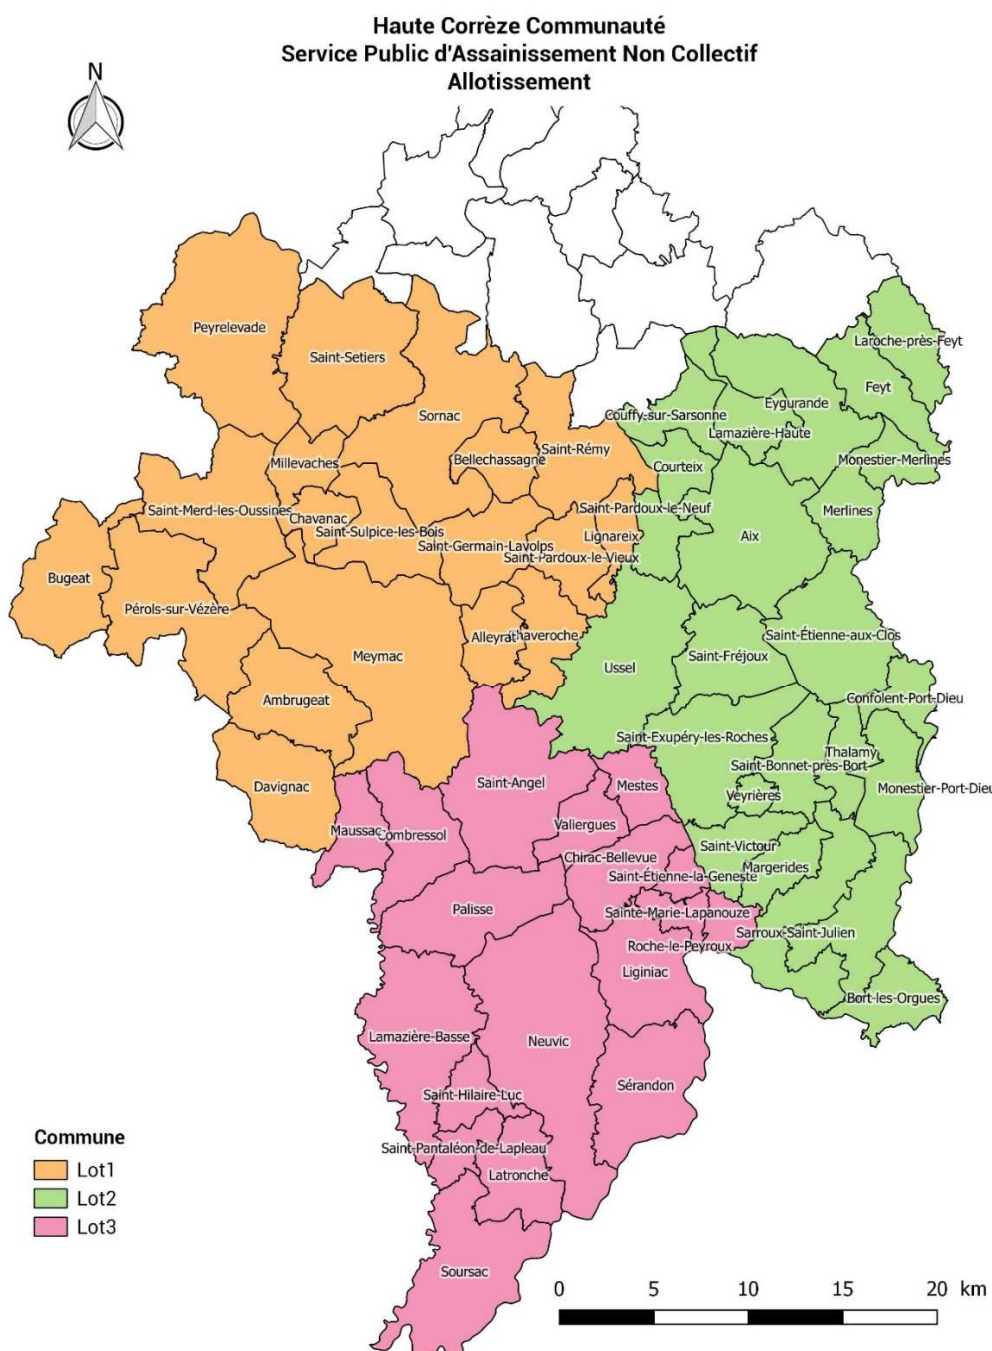 Haute Corrèze Communauté
Service Public d'Assainissement Non Collectif
Allotissement
N
Peyrelevade
Saint-Setiers
Laroche-près-Feyt
Feyt
Eygurande
Sornac
Couffy-sur-Sarsonne
Lamazière-Haute
Saint-Rémy
Bellechassagne
Millevaches
Courteix
Monestier-Merlines
Saint-Merd-les-Oussines
Chavanac
Saint-Pardoux-le-Neuf
Merlines
Saint-Sulpice-les-Bois
Lignareix
Aix
Saint-Germain-Lavolps
Saint-Pardoux-le-Vieux
Bugeat
Pérols-sur-Vézère
Alleyrat
Chaveroche
Saint-Étienne-aux-Clos
Meymac
Ussel
Saint-Fréjoux
Ambrugeat
Confolent-Port-Dieu
Saint-Exupéry-les-Roches
Thalamy
Saint-Bonnet-près-Bort
Davignac
Saint-Angel
Mestes
Veyrières
Monestier-Port-Dieu
Maussac
Combressol
Valiergues
Saint-Victour
Chirac-Bellevue
Margerides
Saint-Étienne-la-Geneste
Palisse
Sainte-Marie-Lapanouze
Sarroux-Saint-Julien
Roche-le-Peyroux
Liginiac
Bort-les-Orgues
Lamazière-Basse
Neuvic
Sérandon
Saint-Hilaire-Luc
Saint-Pantaléon-de-Lapleau
Latronche
Soursac
Commune
Lot1
Lot2
Lot3
0 5 10 15 20 km